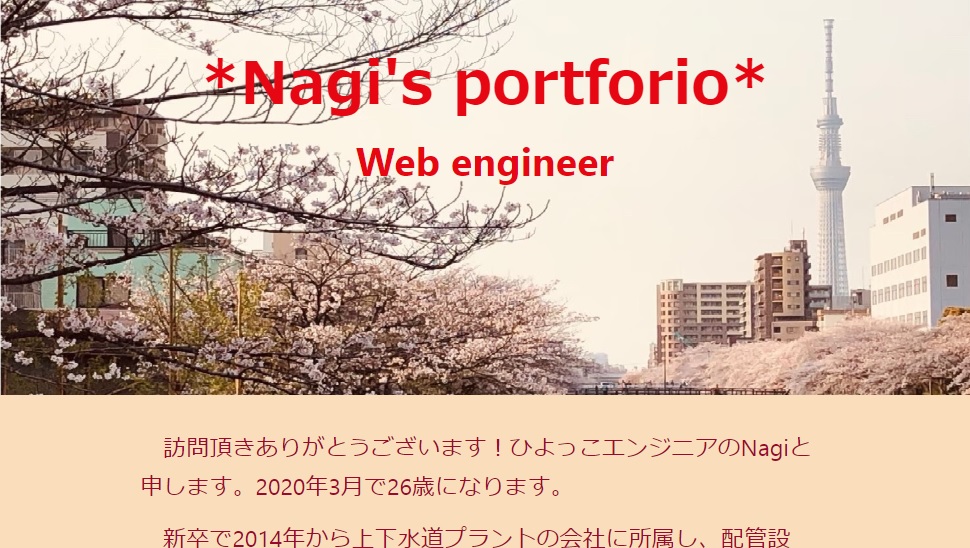 *Nagi's portforio*
Web engineer
訪問頂きありがとうございます！ひよっこエンジニアのNagiと
申します。2020年3月で26歳になります。
新卒で2014年から上下水道プラントの会社に所属し、配管設